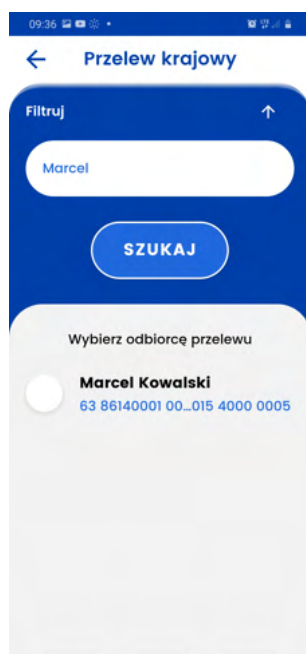 09:36
Przelew krajowy
Filtruj
Marcel
SZUKAJ
Wybierz odbiorcę przelewu
Marcel Kowalski
63 86140001 00...015 4000 0005